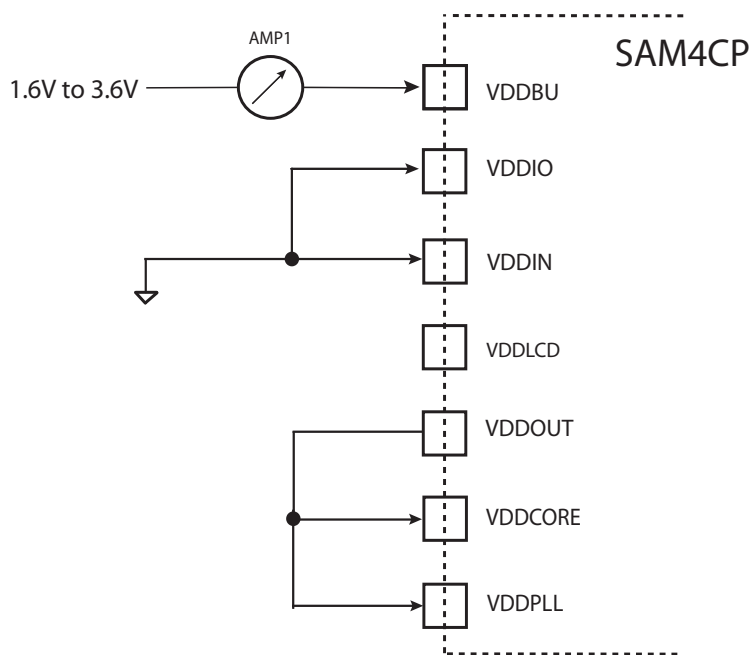 AMP1
SAM4CP
1.6V to 3.6V
VDDBU
VDDIO
VDDIN
VDDLCD
VDDOUT
VDDCORE
VDDPLL